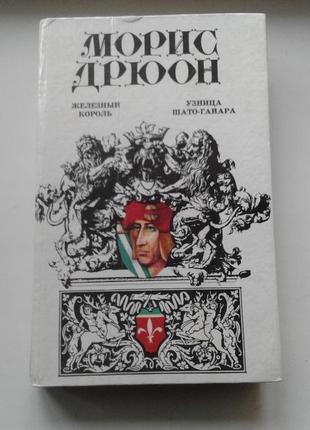 МОРИС
ДРЮОН
ЖЕЛЕЗНЫЙ
КОРОЛЬ
УЗНИЦА
ШАТО-ГАЙАРА